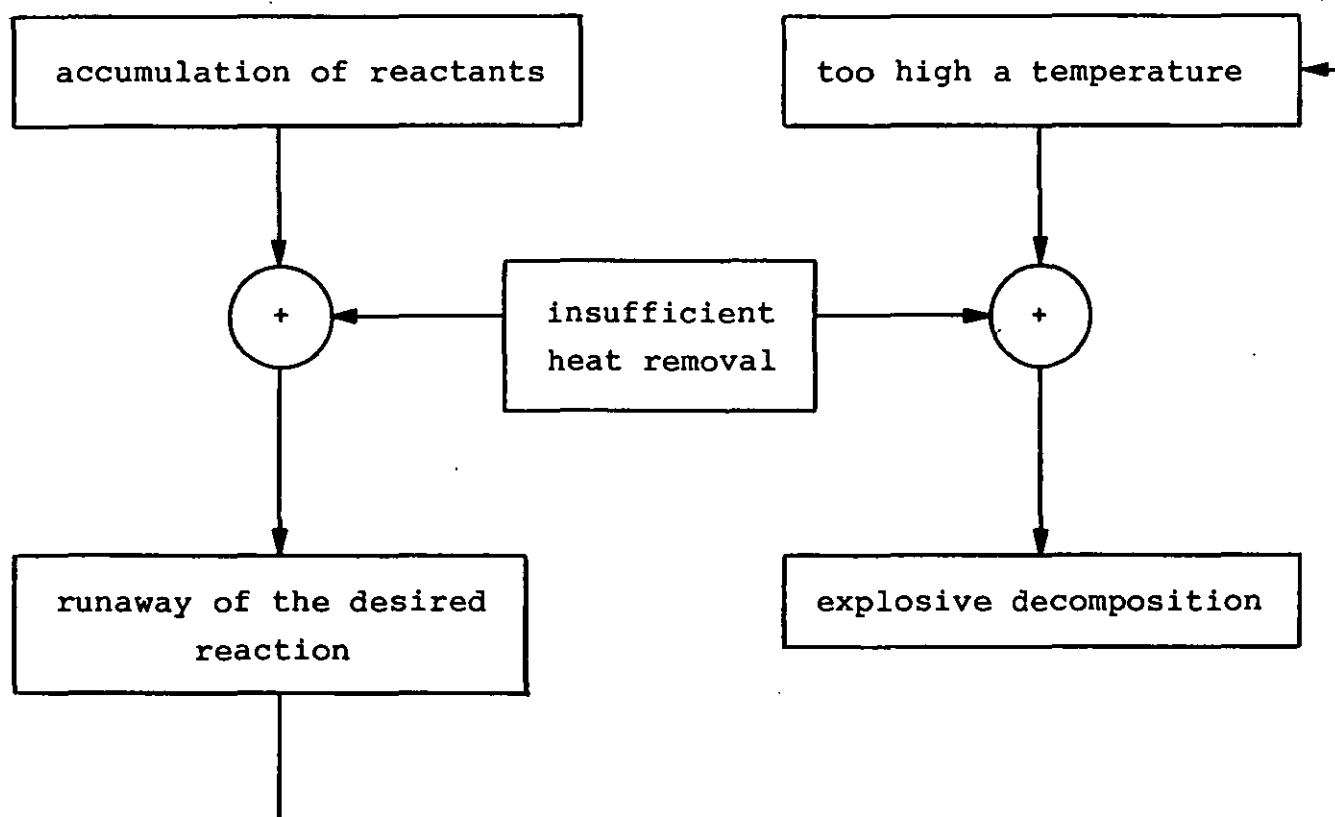 accumulation of reactants
too high a temperature
+
insufficient
heat removal
+
runaway of the desired
reaction
explosive decomposition